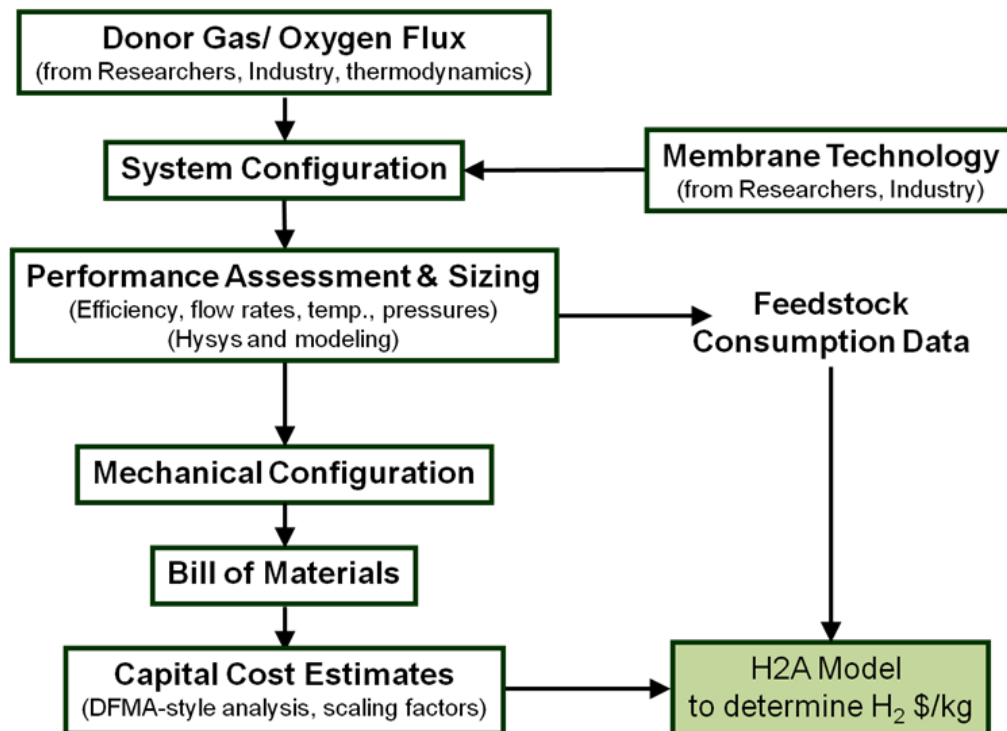 Donor Gas/ Oxygen Flux
(from Researchers, Industry, thermodynamics)
System Configuration
Membrane Technology
(from Researchers, Industry)
Performance Assessment & Sizing
(Efficiency, flow rates, temp., pressures)
(Hysys and modeling)
Feedstock
Consumption Data
Mechanical Configuration
Bill of Materials
Capital Cost Estimates
(DFMA-style analysis, scaling factors)
H2A Model
to determine H₂ $/kg